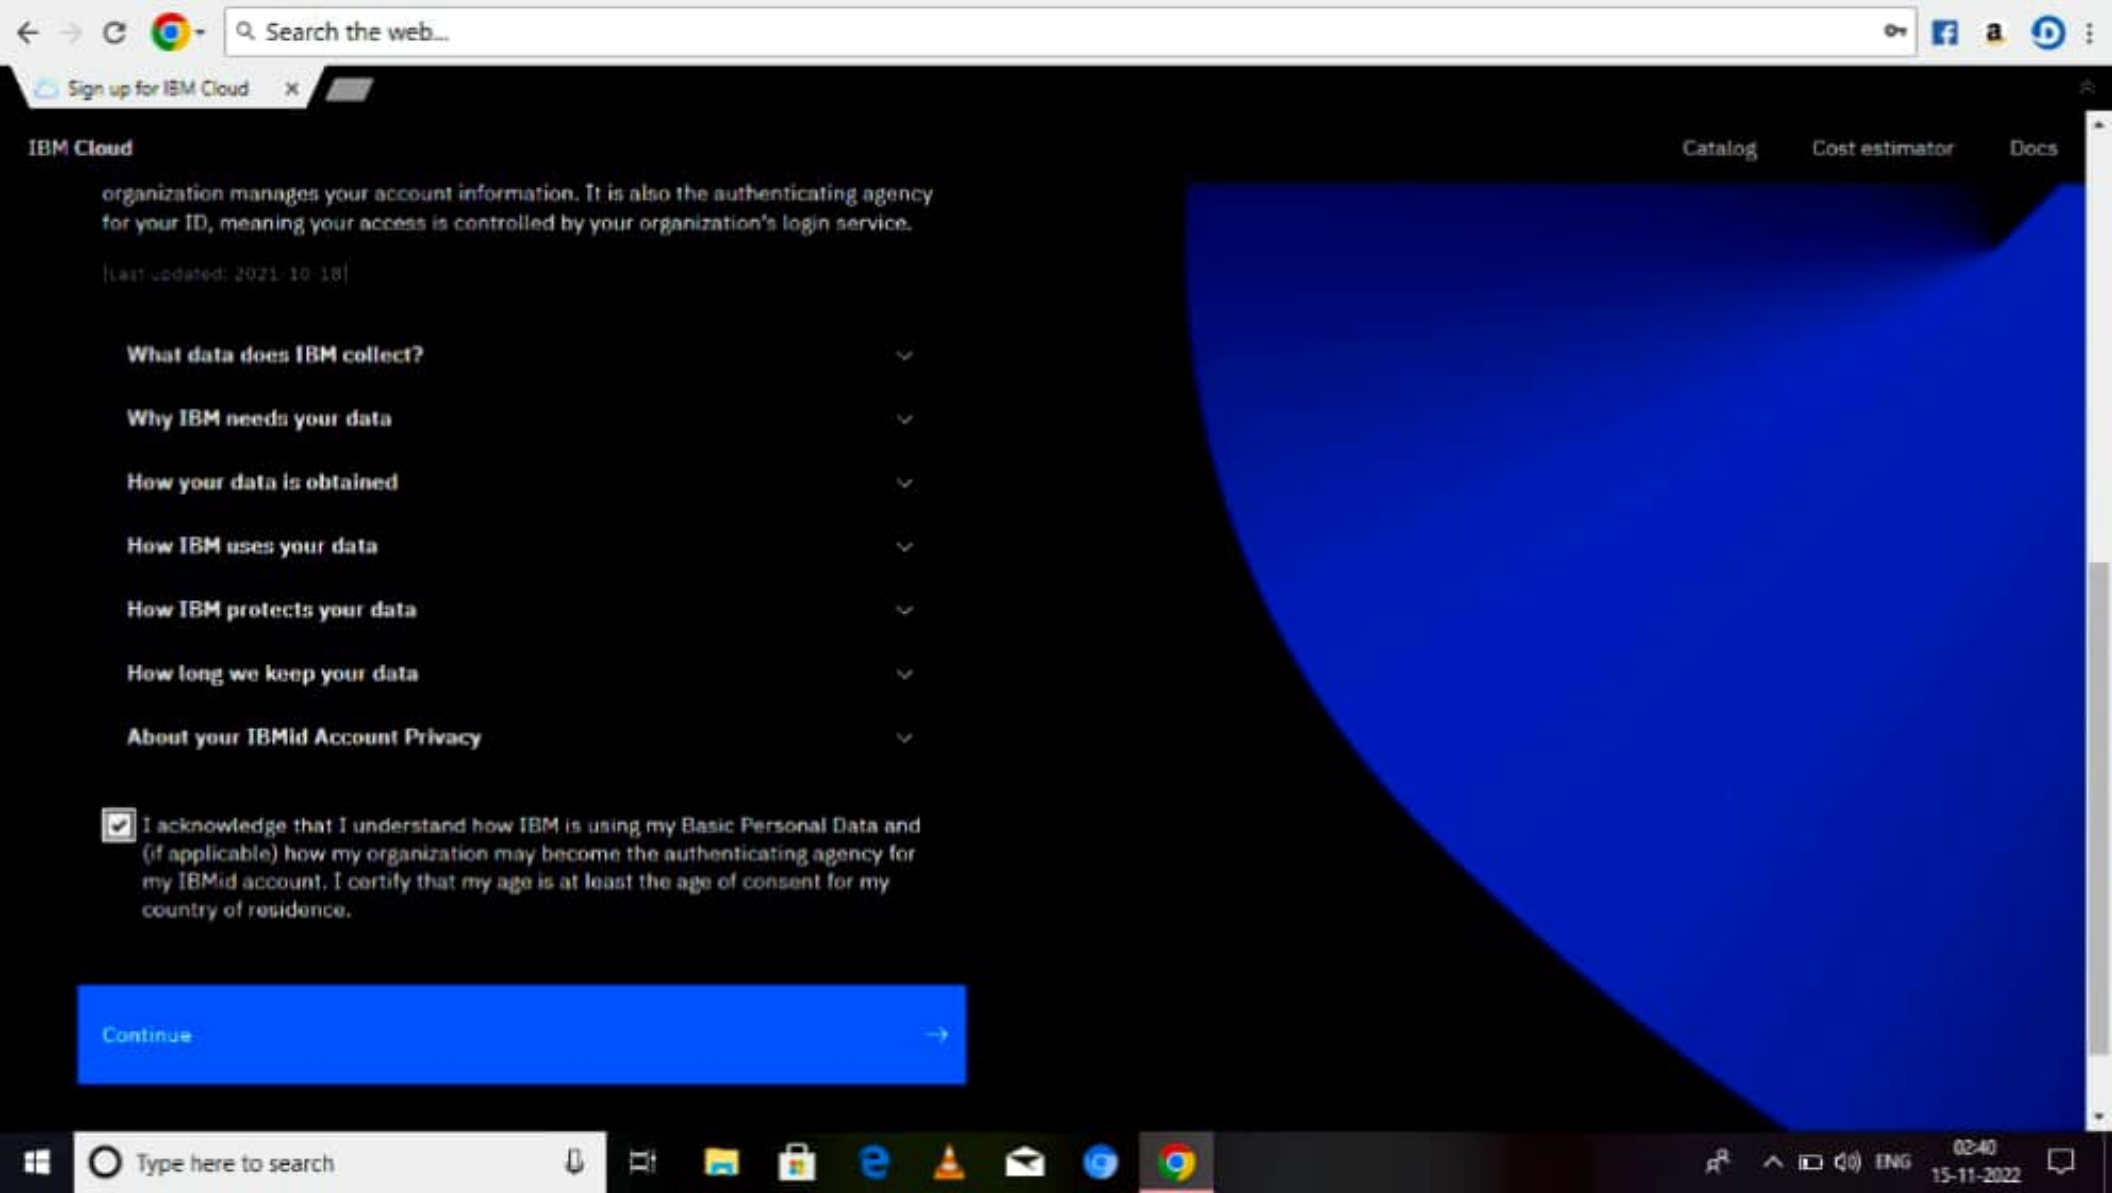 Search the web...
a
Sign up for IBM Cloud
IBM Cloud
Catalog
Cost estimator
Docs
organization manages your account information. It is also the authenticating agency
for your ID, meaning your access is controlled by your organization's login service.
[Last updated: 2021-10-18]
What data does IBM collect?
Why IBM needs your data
How your data is obtained
How IBM uses your data
How IBM protects your data
How long we keep your data
About your IBMid Account Privacy
I acknowledge that I understand how IBM is using my Basic Personal Data and
(if applicable) how my organization may become the authenticating agency for
my IBMid account. I certify that my age is at least the age of consent for my
country of residence.
Continue
Type here to search
ENG
02:40
15-11-2022